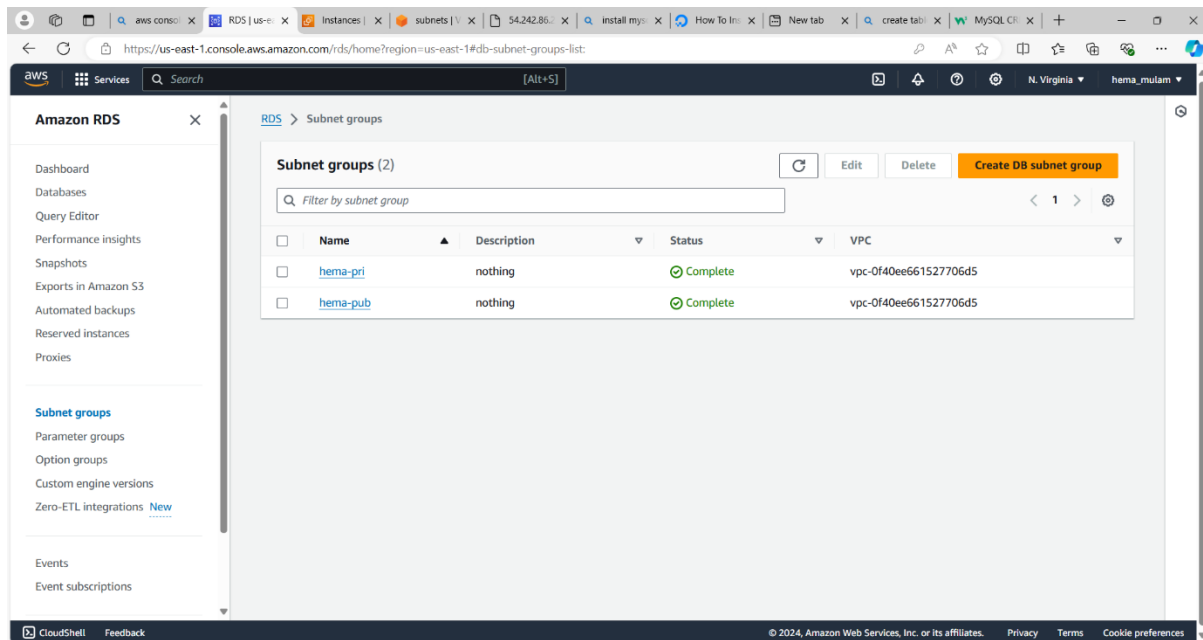 aws consol
RDS | us-ea
Instances |
subnets | V
54.242.86.2
install mysc
How To Ins
New tab
create tabl
MySQL CR
https://us-east-1.console.aws.amazon.com/rds/home?region=us-east-1#db-subnet-groups-list:
aws
Services
Search
[Alt+S]
N. Virginia
hema_mulam
Amazon RDS
Dashboard
Databases
Query Editor
Performance insights
Snapshots
Exports in Amazon S3
Automated backups
Reserved instances
Proxies
Subnet groups
Parameter groups
Option groups
Custom engine versions
Zero-ETL integrations New
Events
Event subscriptions
RDS > Subnet groups
Subnet groups (2)
Edit
Delete
Create DB subnet group
Filter by subnet group
1
Name Description Status VPC
hema-pri nothing Complete vpc-0f40ee661527706d5
hema-pub nothing Complete vpc-0f40ee661527706d5
CloudShell Feedback
© 2024, Amazon Web Services, Inc. or its affiliates. Privacy Terms Cookie preferences